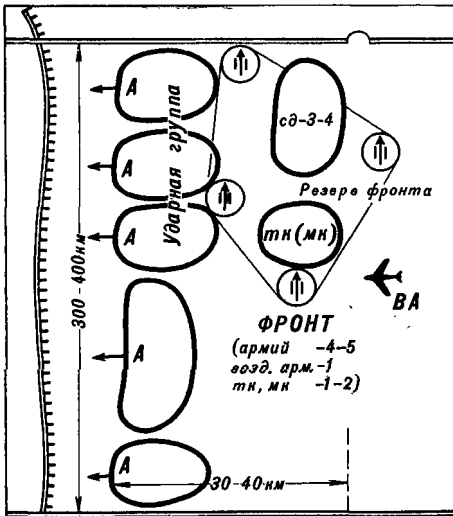 А
Ударная группа
сд-3-4
А
Резерв фронта
А
тк(мк)
ВА
300-400км
ФРОНТ
(армий -4-5
возд. арм.-1
тк, мк -1-2)
А
А
30-40км